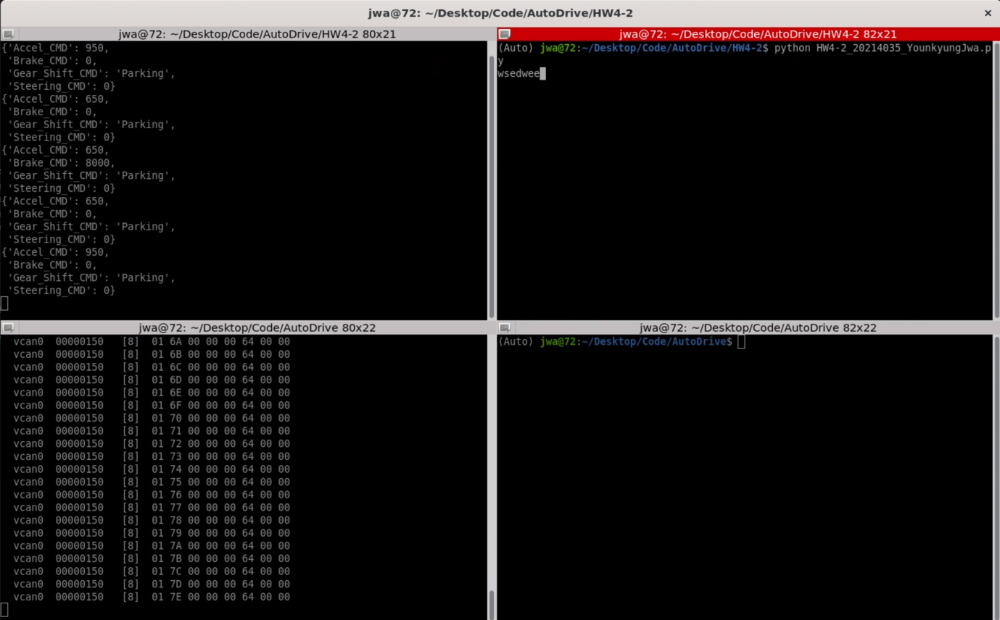 jwa@72: ~/Desktop/Code/AutoDrive/HW4-2
jwa@72: ~/Desktop/Code/AutoDrive/HW4-2 80x21
{'Accel_CMD': 950,
 'Brake_CMD': 0,
 'Gear_Shift_CMD': 'Parking',
 'Steering_CMD': 0}
{'Accel_CMD': 650,
 'Brake_CMD': 0,
 'Gear_Shift_CMD': 'Parking',
 'Steering_CMD': 0}
{'Accel_CMD': 650,
 'Brake_CMD': 8000,
 'Gear_Shift_CMD': 'Parking',
 'Steering_CMD': 0}
{'Accel_CMD': 650,
 'Brake_CMD': 0,
 'Gear_Shift_CMD': 'Parking',
 'Steering_CMD': 0}
{'Accel_CMD': 950,
 'Brake_CMD': 0,
 'Gear_Shift_CMD': 'Parking',
 'Steering_CMD': 0}
jwa@72: ~/Desktop/Code/AutoDrive/HW4-2 82x21
(Auto) jwa@72:~/Desktop/Code/AutoDrive/HW4-2$ python HW4-2_20214035_YounkyungJwa.p
y
wsedwee
jwa@72: ~/Desktop/Code/AutoDrive 80x22
vcan0  00000150   [8]  01 6A 00 00 00 64 00 00
vcan0  00000150   [8]  01 6B 00 00 00 64 00 00
vcan0  00000150   [8]  01 6C 00 00 00 64 00 00
vcan0  00000150   [8]  01 6D 00 00 00 64 00 00
vcan0  00000150   [8]  01 6E 00 00 00 64 00 00
vcan0  00000150   [8]  01 6F 00 00 00 64 00 00
vcan0  00000150   [8]  01 70 00 00 00 64 00 00
vcan0  00000150   [8]  01 71 00 00 00 64 00 00
vcan0  00000150   [8]  01 72 00 00 00 64 00 00
vcan0  00000150   [8]  01 73 00 00 00 64 00 00
vcan0  00000150   [8]  01 74 00 00 00 64 00 00
vcan0  00000150   [8]  01 75 00 00 00 64 00 00
vcan0  00000150   [8]  01 76 00 00 00 64 00 00
vcan0  00000150   [8]  01 77 00 00 00 64 00 00
vcan0  00000150   [8]  01 78 00 00 00 64 00 00
vcan0  00000150   [8]  01 79 00 00 00 64 00 00
vcan0  00000150   [8]  01 7A 00 00 00 64 00 00
vcan0  00000150   [8]  01 7B 00 00 00 64 00 00
vcan0  00000150   [8]  01 7C 00 00 00 64 00 00
vcan0  00000150   [8]  01 7D 00 00 00 64 00 00
vcan0  00000150   [8]  01 7E 00 00 00 64 00 00
jwa@72: ~/Desktop/Code/AutoDrive 82x22
(Auto) jwa@72:~/Desktop/Code/AutoDrive$